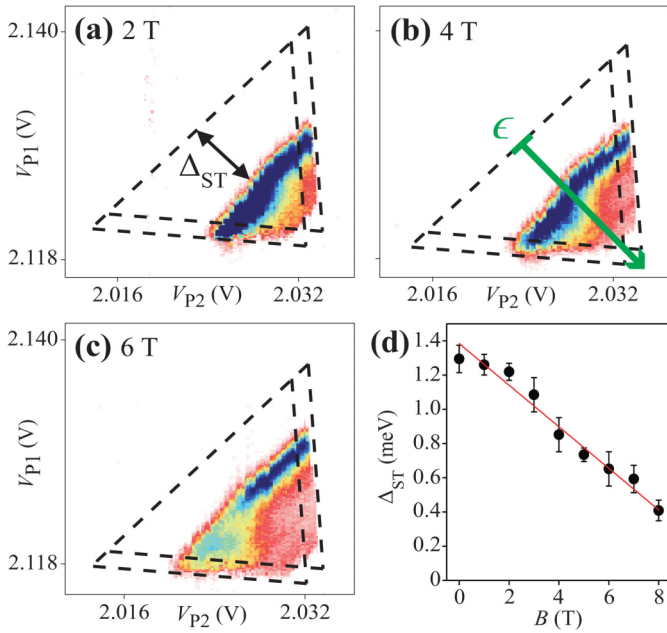 (a) 2 T
2.140
V_P1 (V)
2.118
Δ_ST
2.016
V_P2 (V)
2.032
(b) 4 T
ϵ
2.016
V_P2 (V)
2.032
(c) 6 T
2.140
V_P1 (V)
2.118
2.016
V_P2 (V)
2.032
(d)
1.4
1.2
1.0
0.8
0.6
0.4
0.2
0
Δ_ST (meV)
0 2 4 6 8
B (T)